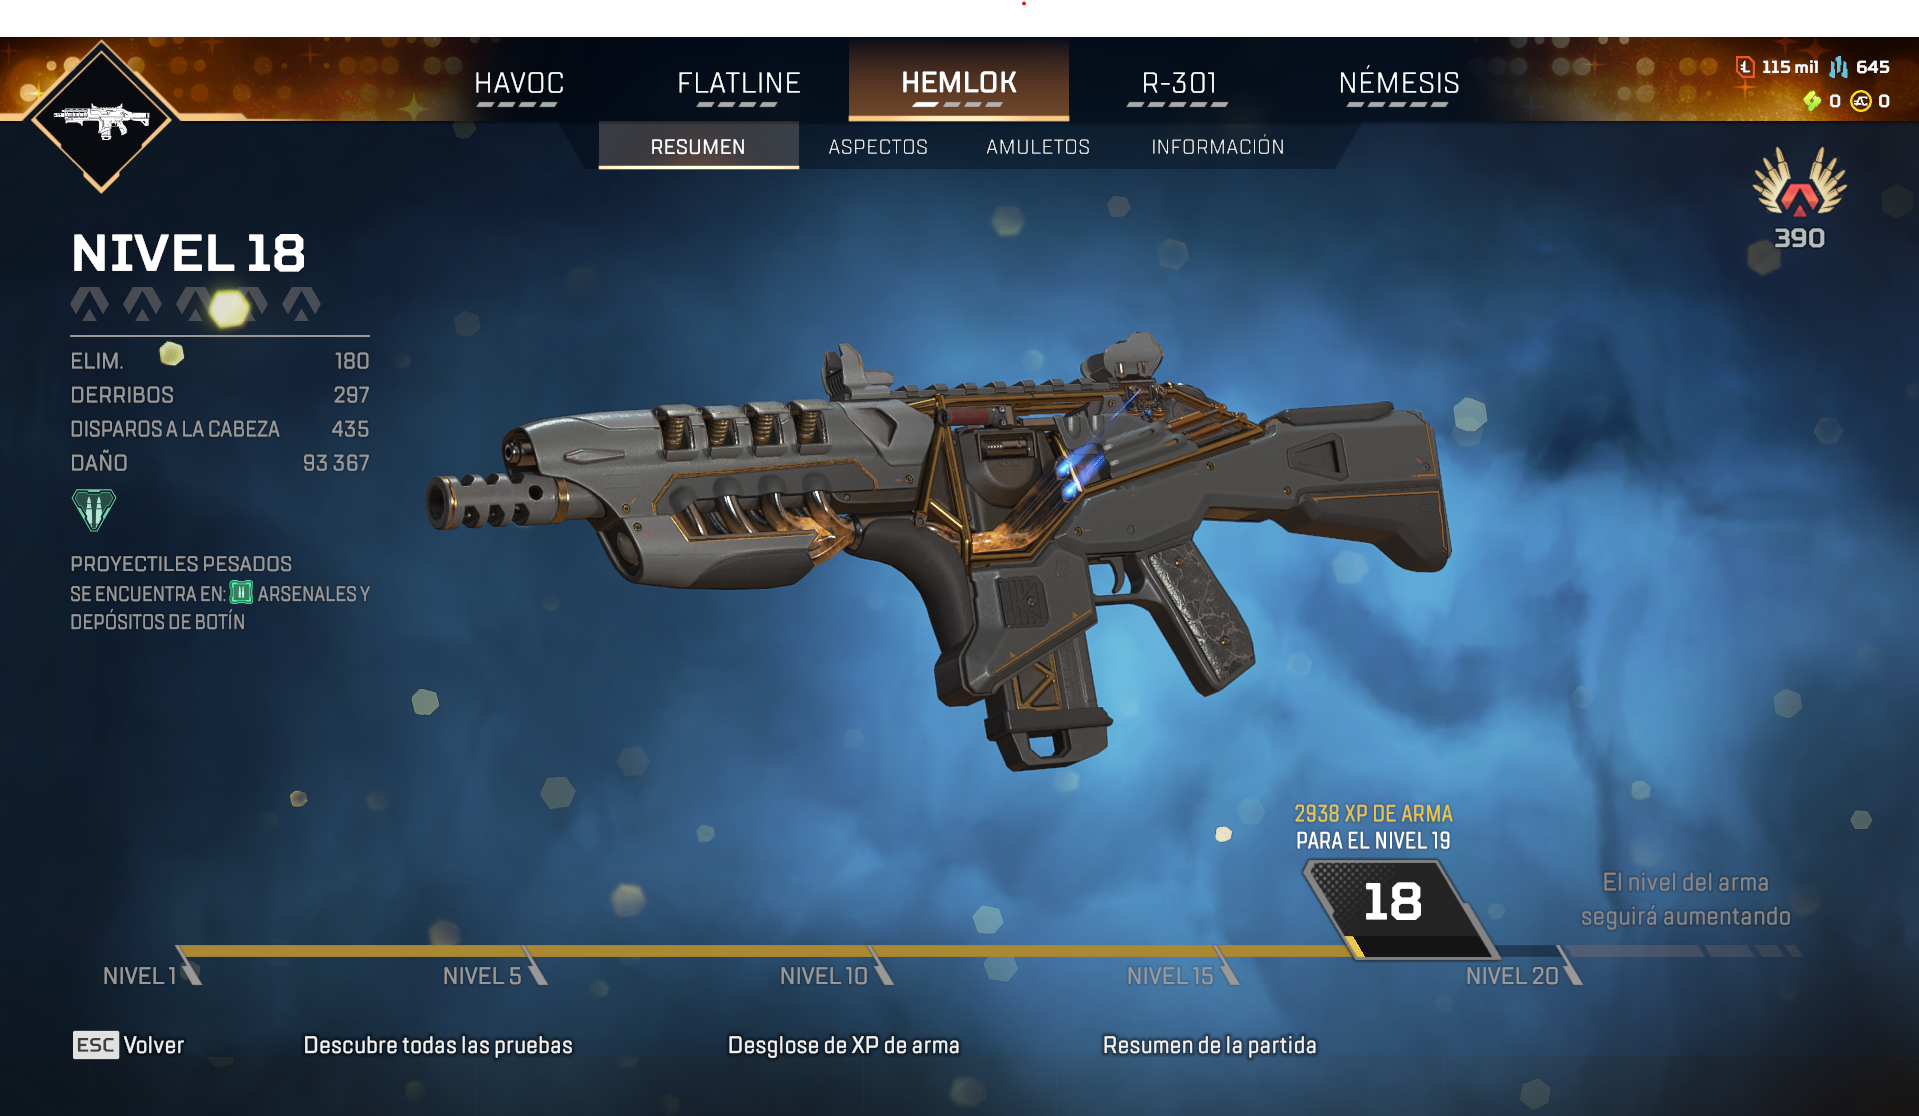 HAVOC
FLATLINE
HEMLOK
R-301
NÉMESIS
115 mil
645
0
0
RESUMEN
ASPECTOS
AMULETOS
INFORMACIÓN
390
NIVEL 18
ELIM. 180
DERRIBOS 297
DISPAROS A LA CABEZA 435
DAÑO 93 367
PROYECTILES PESADOS
SE ENCUENTRA EN: ARSENALES Y
DEPÓSITOS DE BOTÍN
2938 XP DE ARMA
PARA EL NIVEL 19
18
El nivel del arma
seguirá aumentando
NIVEL 1
NIVEL 5
NIVEL 10
NIVEL 15
NIVEL 20
ESC Volver
Descubre todas las pruebas
Desglose de XP de arma
Resumen de la partida